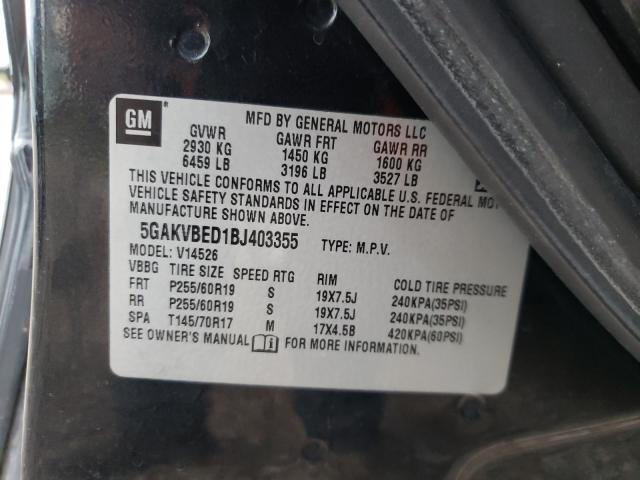 GM
MFD BY GENERAL MOTORS LLC
GVWR GAWR FRT GAWR RR
2930 KG 1450 KG 1600 KG
6459 LB 3196 LB 3527 LB
THIS VEHICLE CONFORMS TO ALL APPLICABLE U.S. FEDERAL
VEHICLE SAFETY STANDARDS IN EFFECT ON THE DATE OF
MANUFACTURE SHOWN ABOVE.
5GAKVBED1BJ403355 TYPE: M.P.V.
MODEL: V14526
VBBG TIRE SIZE SPEED RTG RIM COLD TIRE PRESSURE
FRT P255/60R19 S 19X7.5J 240KPA(35PSI)
RR P255/60R19 S 19X7.5J 240KPA(35PSI)
SPA T145/70R17 M 17X4.5B 420KPA(60PSI)
SEE OWNER'S MANUAL FOR MORE INFORMATION.